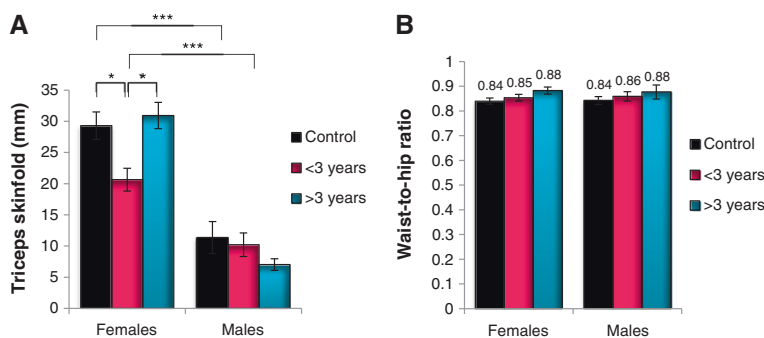 A
***
***
* *
Triceps skinfold (mm)
35
30
25
20
15
10
5
0
Females Males
Control
<3 years
>3 years
B
Waist-to-hip ratio
1
0.9
0.8
0.7
0.6
0.5
0.4
0.3
0.2
0.1
0
0.84 0.85 0.88 0.84 0.86 0.88
Females Males
Control
<3 years
>3 years